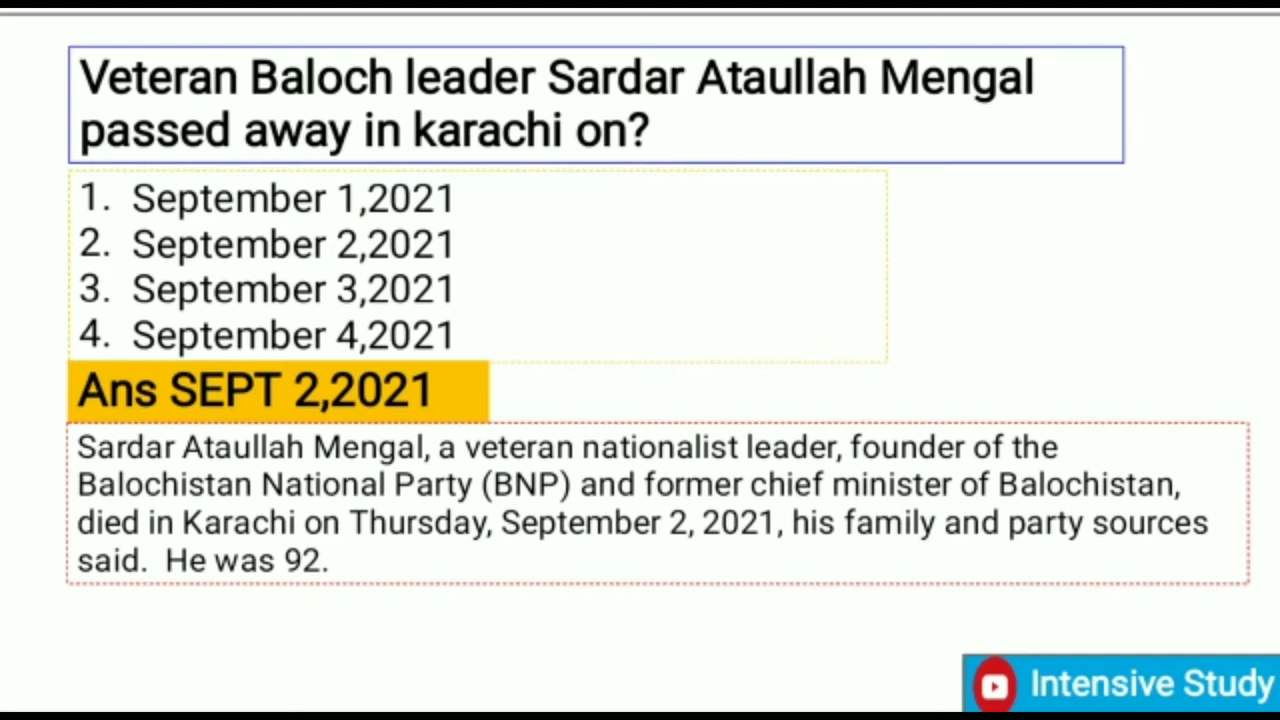 Veteran Baloch leader Sardar Ataullah Mengal
passed away in karachi on?
1. September 1,2021
2. September 2,2021
3. September 3,2021
4. September 4,2021
Ans SEPT 2,2021
Sardar Ataullah Mengal, a veteran nationalist leader, founder of the
Balochistan National Party (BNP) and former chief minister of Balochistan,
died in Karachi on Thursday, September 2, 2021, his family and party sources
said.  He was 92.
Intensive Study